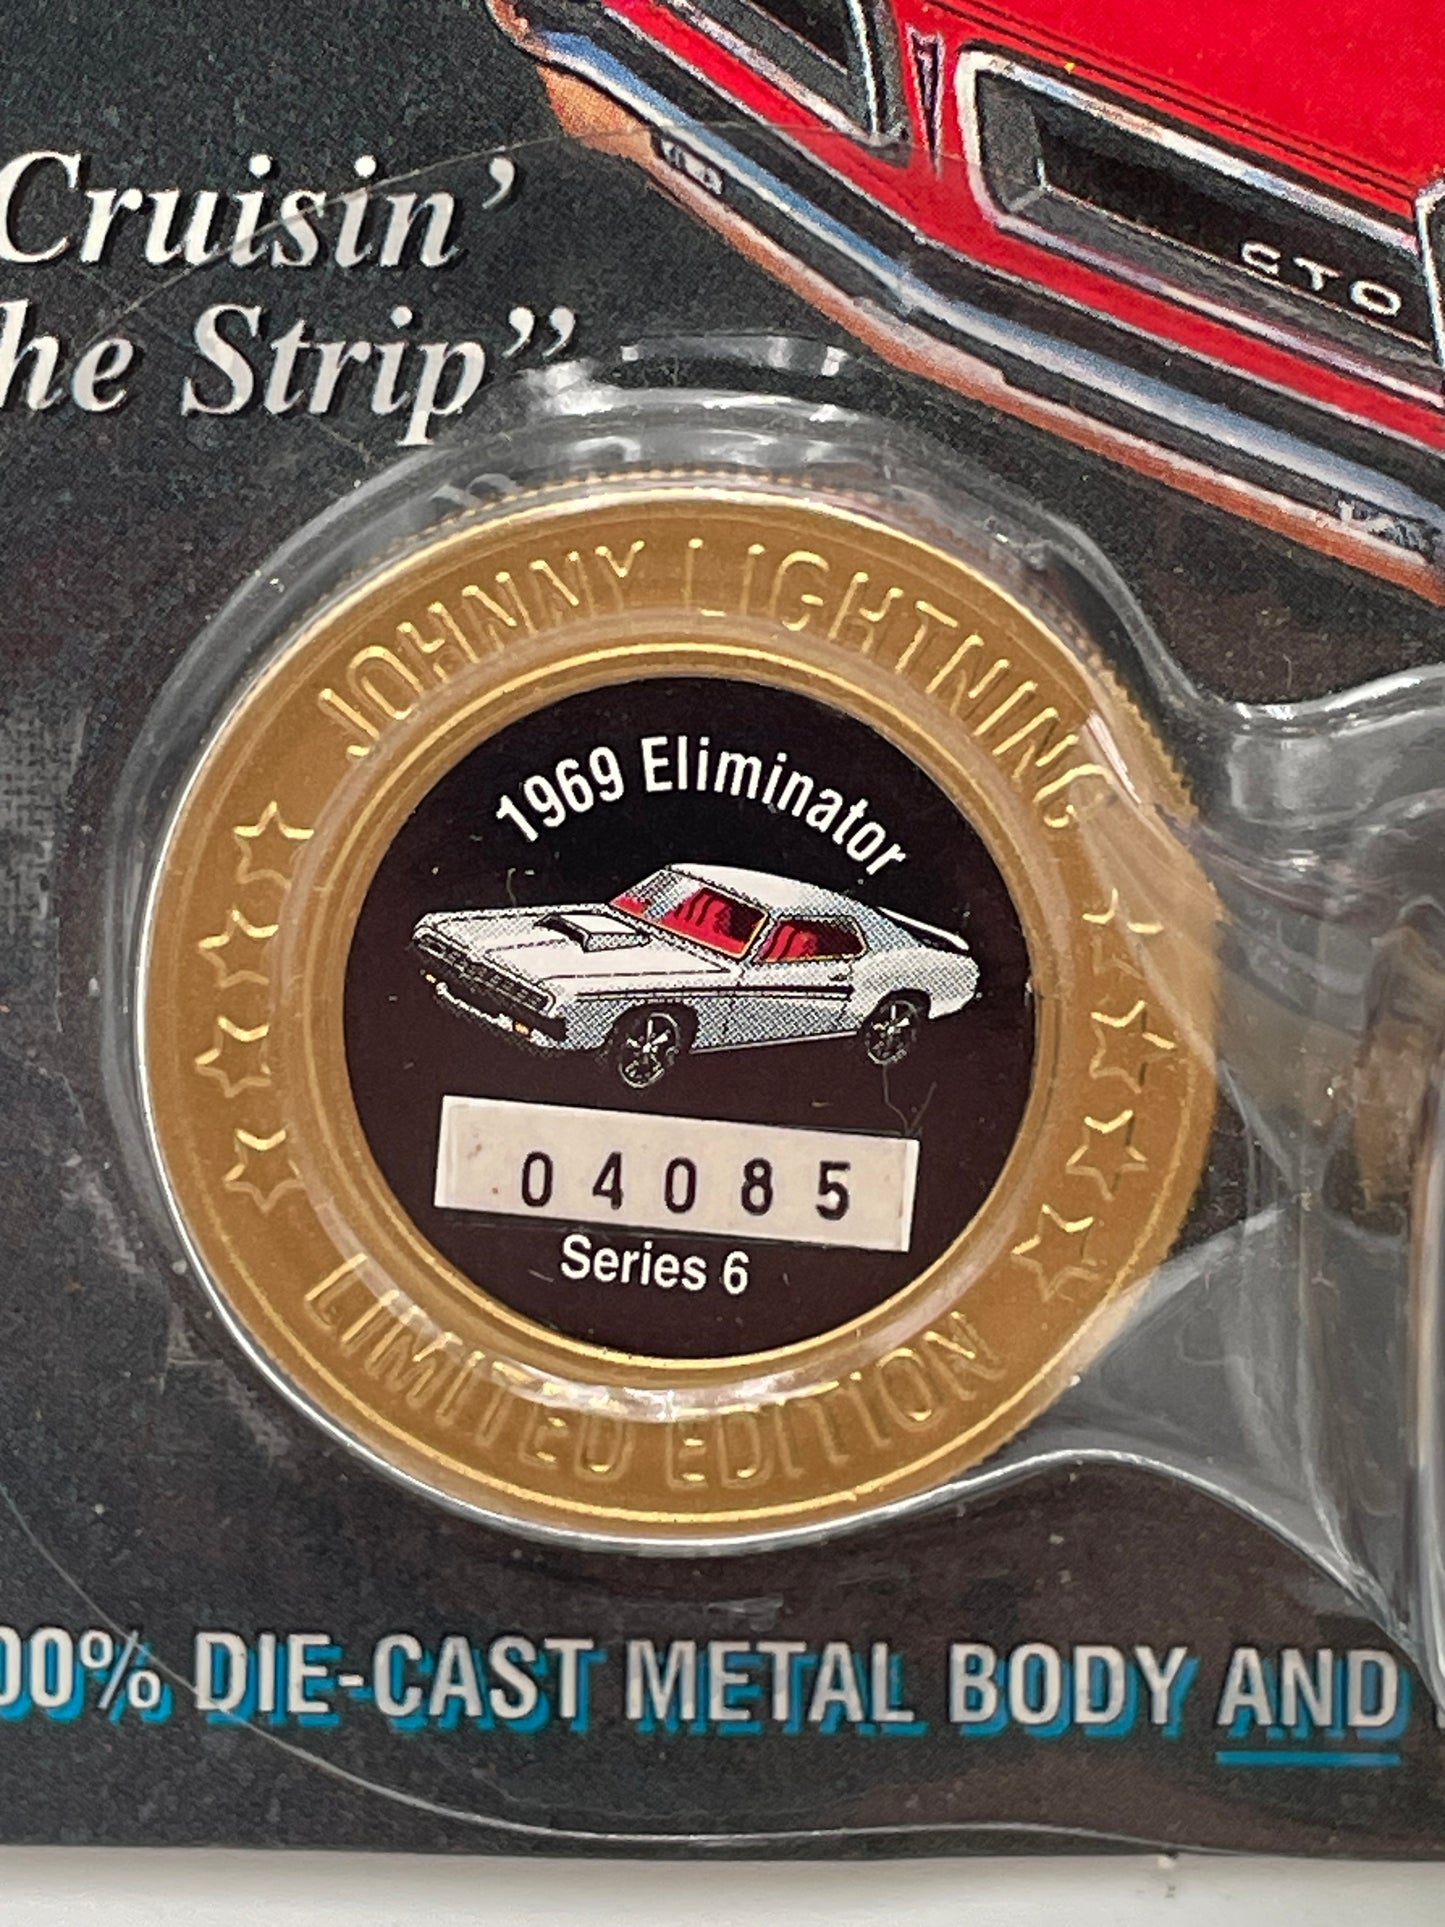 Cruisin'
he Strip"
GTO
JOHNNY LIGHTNING
1969 Eliminator
04085
Series 6
LIMITED EDITION
00% DIE-CAST METAL BODY AND